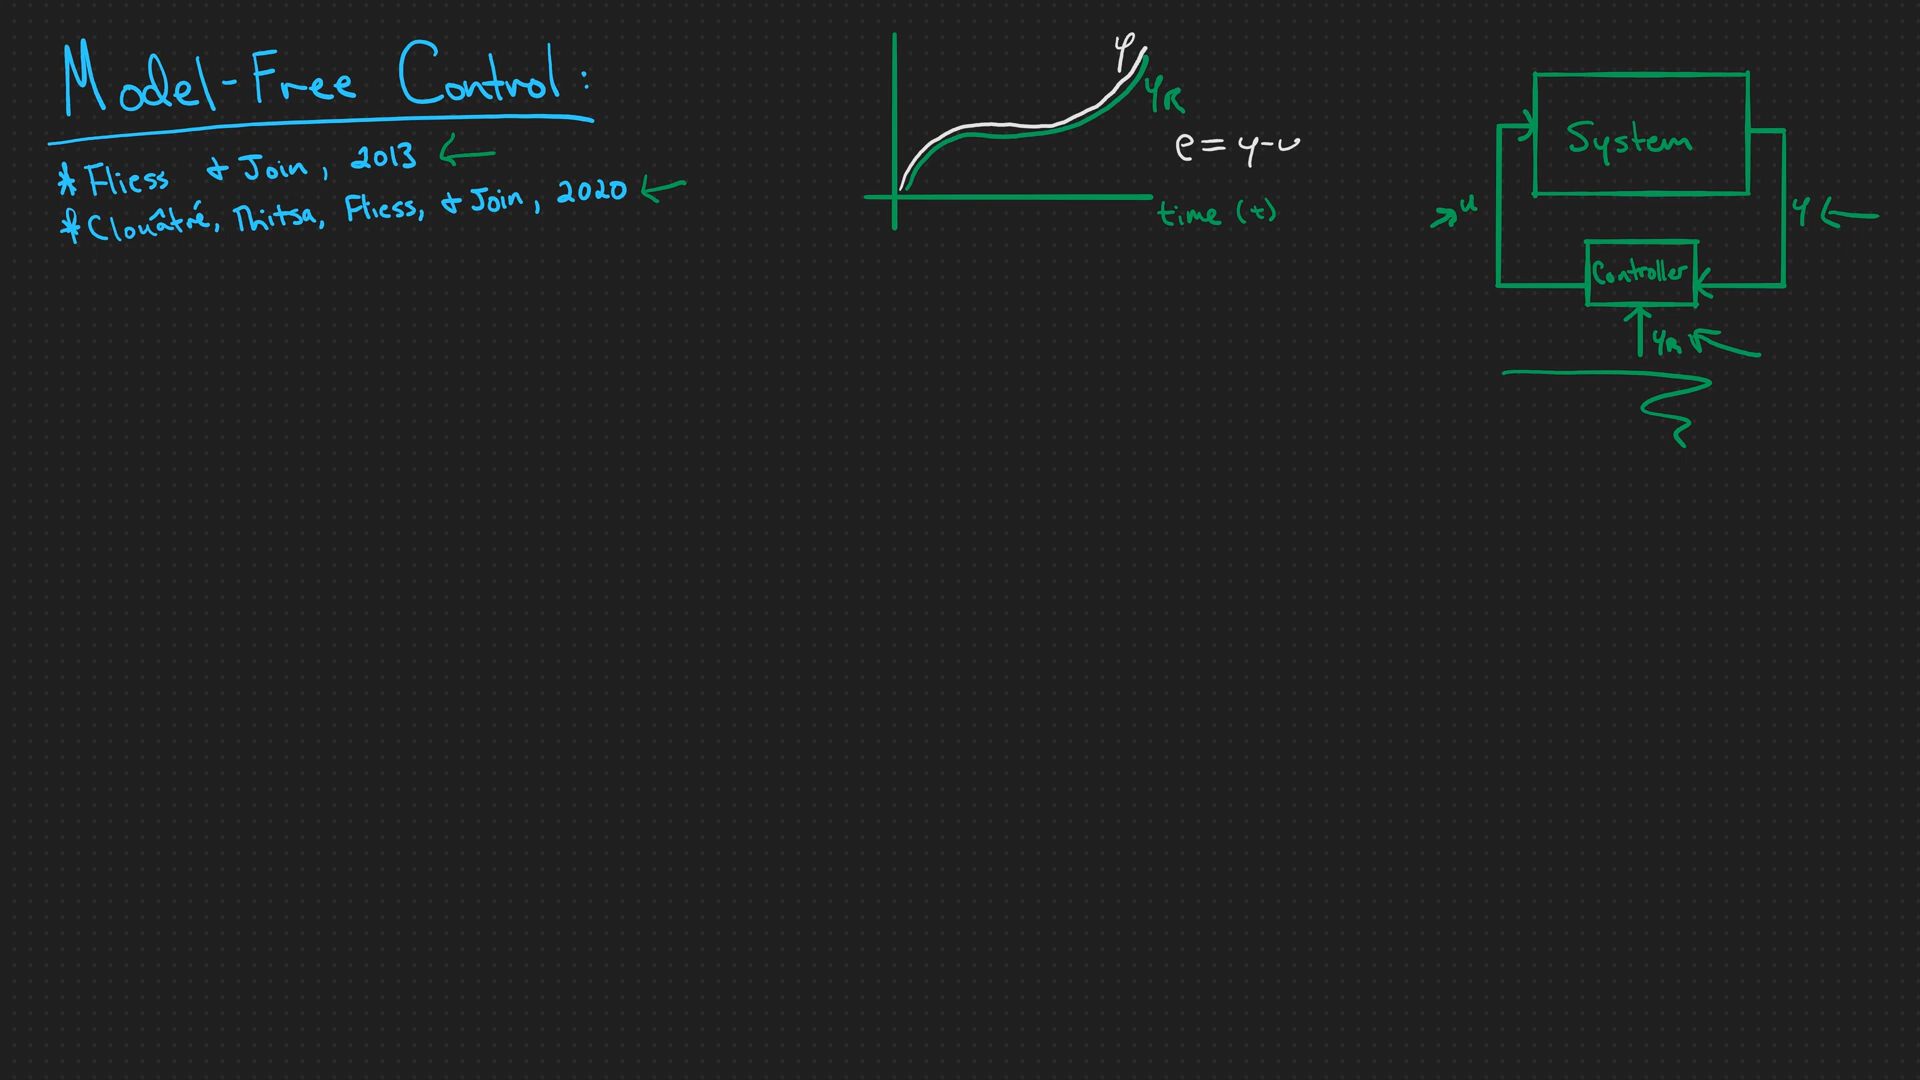 Model-Free Control:
* Fliess & Join, 2013
* Clouâtré, Thitsa, Fliess, & Join, 2020
y
yR
e = y-υ
time (t)
System
u
y
Controller
yR